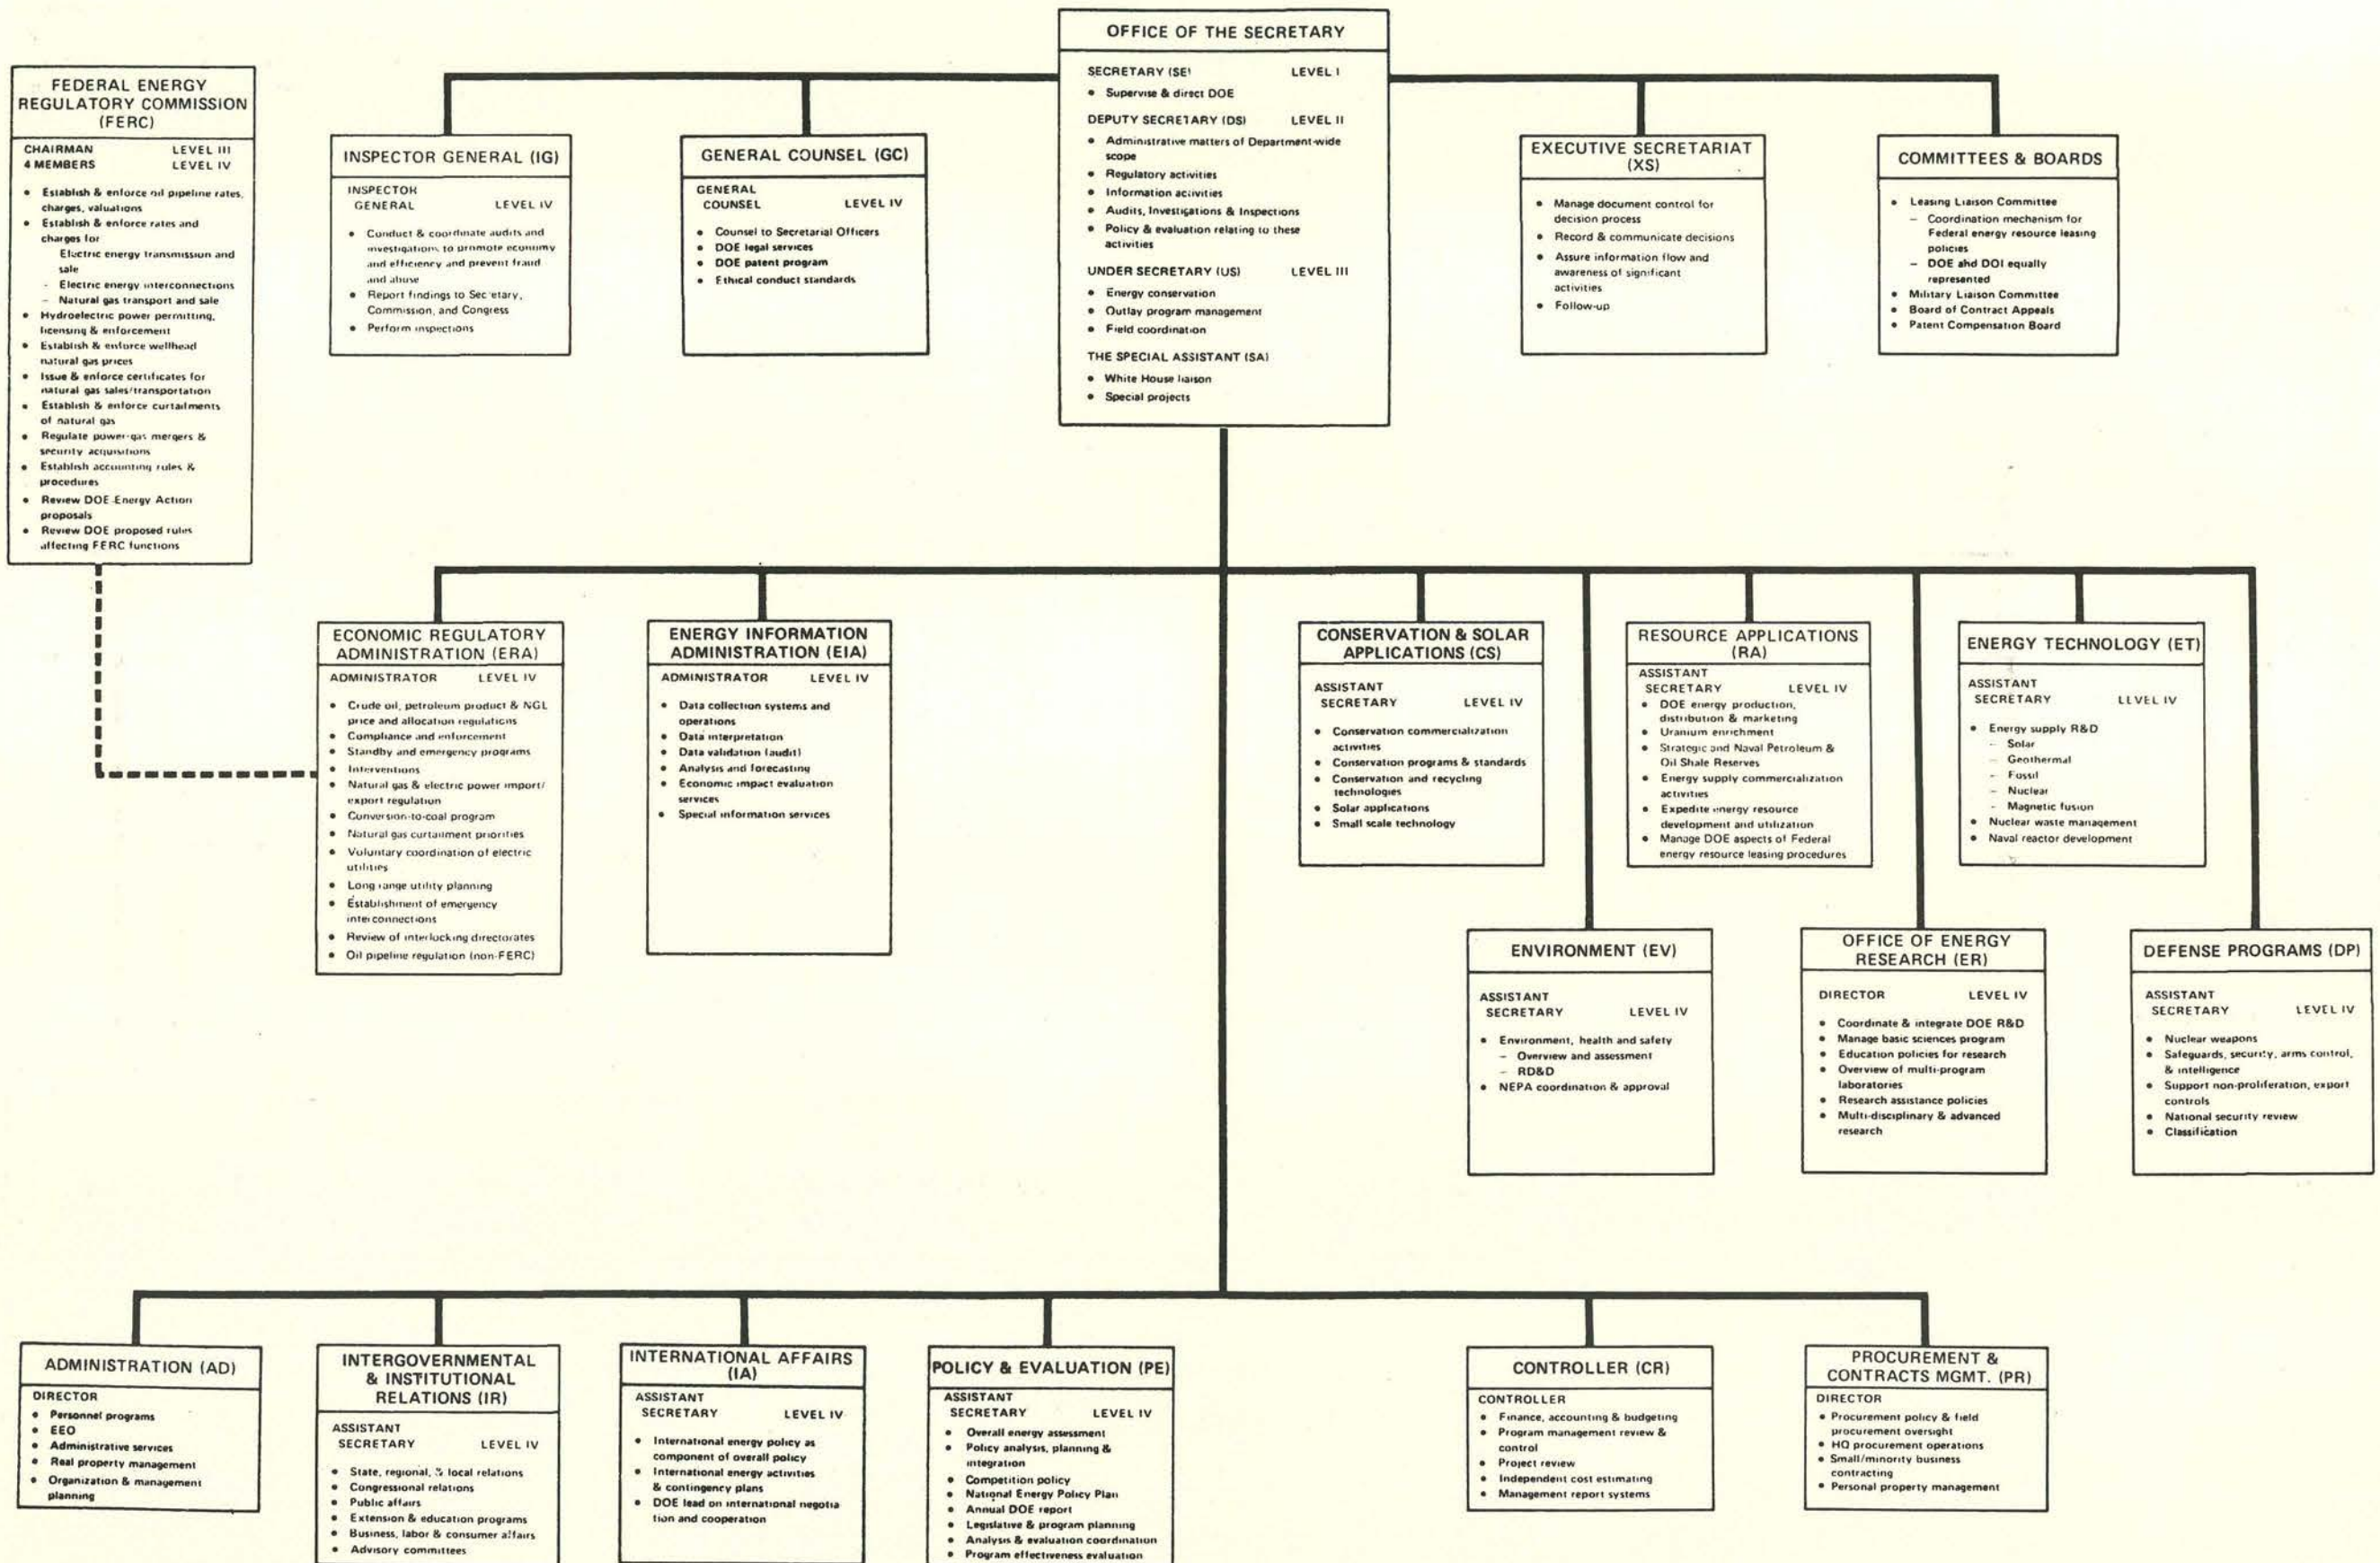 OFFICE OF THE SECRETARY
SECRETARY (SE) LEVEL I
• Supervise & direct DOE
DEPUTY SECRETARY (DS) LEVEL II
• Administrative matters of Department-wide
scope
• Regulatory activities
• Information activities
• Audits, Investigations & Inspections
• Policy & evaluation relating to these
activities
UNDER SECRETARY (US) LEVEL III
• Energy conservation
• Outlay program management
• Field coordination
THE SPECIAL ASSISTANT (SA)
• White House liaison
• Special projects
FEDERAL ENERGY
REGULATORY COMMISSION
(FERC)
CHAIRMAN LEVEL III
4 MEMBERS LEVEL IV
• Establish & enforce oil pipeline rates,
charges, valuations
• Establish & enforce rates and
charges for
Electric energy transmission and
sale
- Electric energy interconnections
– Natural gas transport and sale
• Hydroelectric power permitting,
licensing & enforcement
• Establish & enforce wellhead
natural gas prices
• Issue & enforce certificates for
natural gas sales/transportation
• Establish & enforce curtailments
of natural gas
• Regulate power-gas mergers &
security acquisitions
• Establish accounting rules &
procedures
• Review DOE Energy Action
proposals
• Review DOE proposed rules
affecting FERC functions
INSPECTOR GENERAL (IG)
INSPECTOR
GENERAL LEVEL IV
• Conduct & coordinate audits and
investigations to promote economy
and efficiency and prevent fraud
and abuse
• Report findings to Secretary,
Commission, and Congress
• Perform inspections
GENERAL COUNSEL (GC)
GENERAL
COUNSEL LEVEL IV
• Counsel to Secretarial Officers
• DOE legal services
• DOE patent program
• Ethical conduct standards
EXECUTIVE SECRETARIAT
(XS)
• Manage document control for
decision process
• Record & communicate decisions
• Assure information flow and
awareness of significant
activities
• Follow-up
COMMITTEES & BOARDS
• Leasing Liaison Committee
– Coordination mechanism for
Federal energy resource leasing
policies
– DOE and DOI equally
represented
• Military Liaison Committee
• Board of Contract Appeals
• Patent Compensation Board
ECONOMIC REGULATORY
ADMINISTRATION (ERA)
ADMINISTRATOR LEVEL IV
• Crude oil, petroleum product & NGL
price and allocation regulations
• Compliance and enforcement
• Standby and emergency programs
• Interventions
• Natural gas & electric power import/
export regulation
• Conversion-to-coal program
• Natural gas curtailment priorities
• Voluntary coordination of electric
utilities
• Long range utility planning
• Establishment of emergency
interconnections
• Review of interlocking directorates
• Oil pipeline regulation (non-FERC)
ENERGY INFORMATION
ADMINISTRATION (EIA)
ADMINISTRATOR LEVEL IV
• Data collection systems and
operations
• Data interpretation
• Data validation (audit)
• Analysis and forecasting
• Economic impact evaluation
services
• Special information services
CONSERVATION & SOLAR
APPLICATIONS (CS)
ASSISTANT
SECRETARY LEVEL IV
• Conservation commercialization
activities
• Conservation programs & standards
• Conservation and recycling
technologies
• Solar applications
• Small scale technology
RESOURCE APPLICATIONS
(RA)
ASSISTANT
SECRETARY LEVEL IV
• DOE energy production,
distribution & marketing
• Uranium enrichment
• Strategic and Naval Petroleum &
Oil Shale Reserves
• Energy supply commercialization
activities
• Expedite energy resource
development and utilization
• Manage DOE aspects of Federal
energy resource leasing procedures
ENERGY TECHNOLOGY (ET)
ASSISTANT
SECRETARY LEVEL IV
• Energy supply R&D
– Solar
– Geothermal
– Fossil
– Nuclear
- Magnetic fusion
• Nuclear waste management
• Naval reactor development
ENVIRONMENT (EV)
ASSISTANT
SECRETARY LEVEL IV
• Environment, health and safety
– Overview and assessment
– RD&D
• NEPA coordination & approval
OFFICE OF ENERGY
RESEARCH (ER)
DIRECTOR LEVEL IV
• Coordinate & integrate DOE R&D
• Manage basic sciences program
• Education policies for research
• Overview of multi-program
laboratories
• Research assistance policies
• Multi-disciplinary & advanced
research
DEFENSE PROGRAMS (DP)
ASSISTANT
SECRETARY LEVEL IV
• Nuclear weapons
• Safeguards, security, arms control,
& intelligence
• Support non-proliferation, export
controls
• National security review
• Classification
ADMINISTRATION (AD)
DIRECTOR
• Personnel programs
• EEO
• Administrative services
• Real property management
• Organization & management
planning
INTERGOVERNMENTAL
& INSTITUTIONAL
RELATIONS (IR)
ASSISTANT
SECRETARY LEVEL IV
• State, regional, & local relations
• Congressional relations
• Public affairs
• Extension & education programs
• Business, labor & consumer affairs
• Advisory committees
INTERNATIONAL AFFAIRS
(IA)
ASSISTANT
SECRETARY LEVEL IV
• International energy policy as
component of overall policy
• International energy activities
& contingency plans
• DOE lead on international negotia
tion and cooperation
POLICY & EVALUATION (PE)
ASSISTANT
SECRETARY LEVEL IV
• Overall energy assessment
• Policy analysis, planning &
integration
• Competition policy
• National Energy Policy Plan
• Annual DOE report
• Legislative & program planning
• Analysis & evaluation coordination
• Program effectiveness evaluation
CONTROLLER (CR)
CONTROLLER
• Finance, accounting & budgeting
• Program management review &
control
• Project review
• Independent cost estimating
• Management report systems
PROCUREMENT &
CONTRACTS MGMT. (PR)
DIRECTOR
• Procurement policy & field
procurement oversight
• HQ procurement operations
• Small/minority business
contracting
• Personal property management